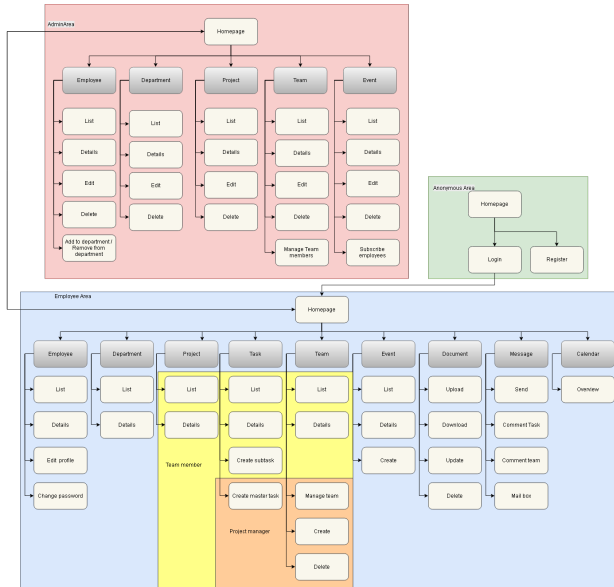 AdminArea
Homepage
Employee
Department
Project
Team
Event
List
List
List
List
List
Details
Details
Details
Details
Details
Edit
Edit
Edit
Edit
Edit
Delete
Delete
Delete
Delete
Delete
Add to department /
Remove from
department
Manage Team
members
Subscribe
employees
Anonymous Area
Homepage
Login
Register
Employee Area
Homepage
Employee
Department
Project
Task
Team
Event
Document
Message
Calendar
List
List
List
List
List
List
Upload
Send
Overview
Details
Details
Details
Details
Details
Details
Download
Comment Task
Team member
Edit profile
Create subtask
Create
Update
Comment team
Change password
Create master task
Manage team
Delete
Mail box
Project manager
Create
Delete